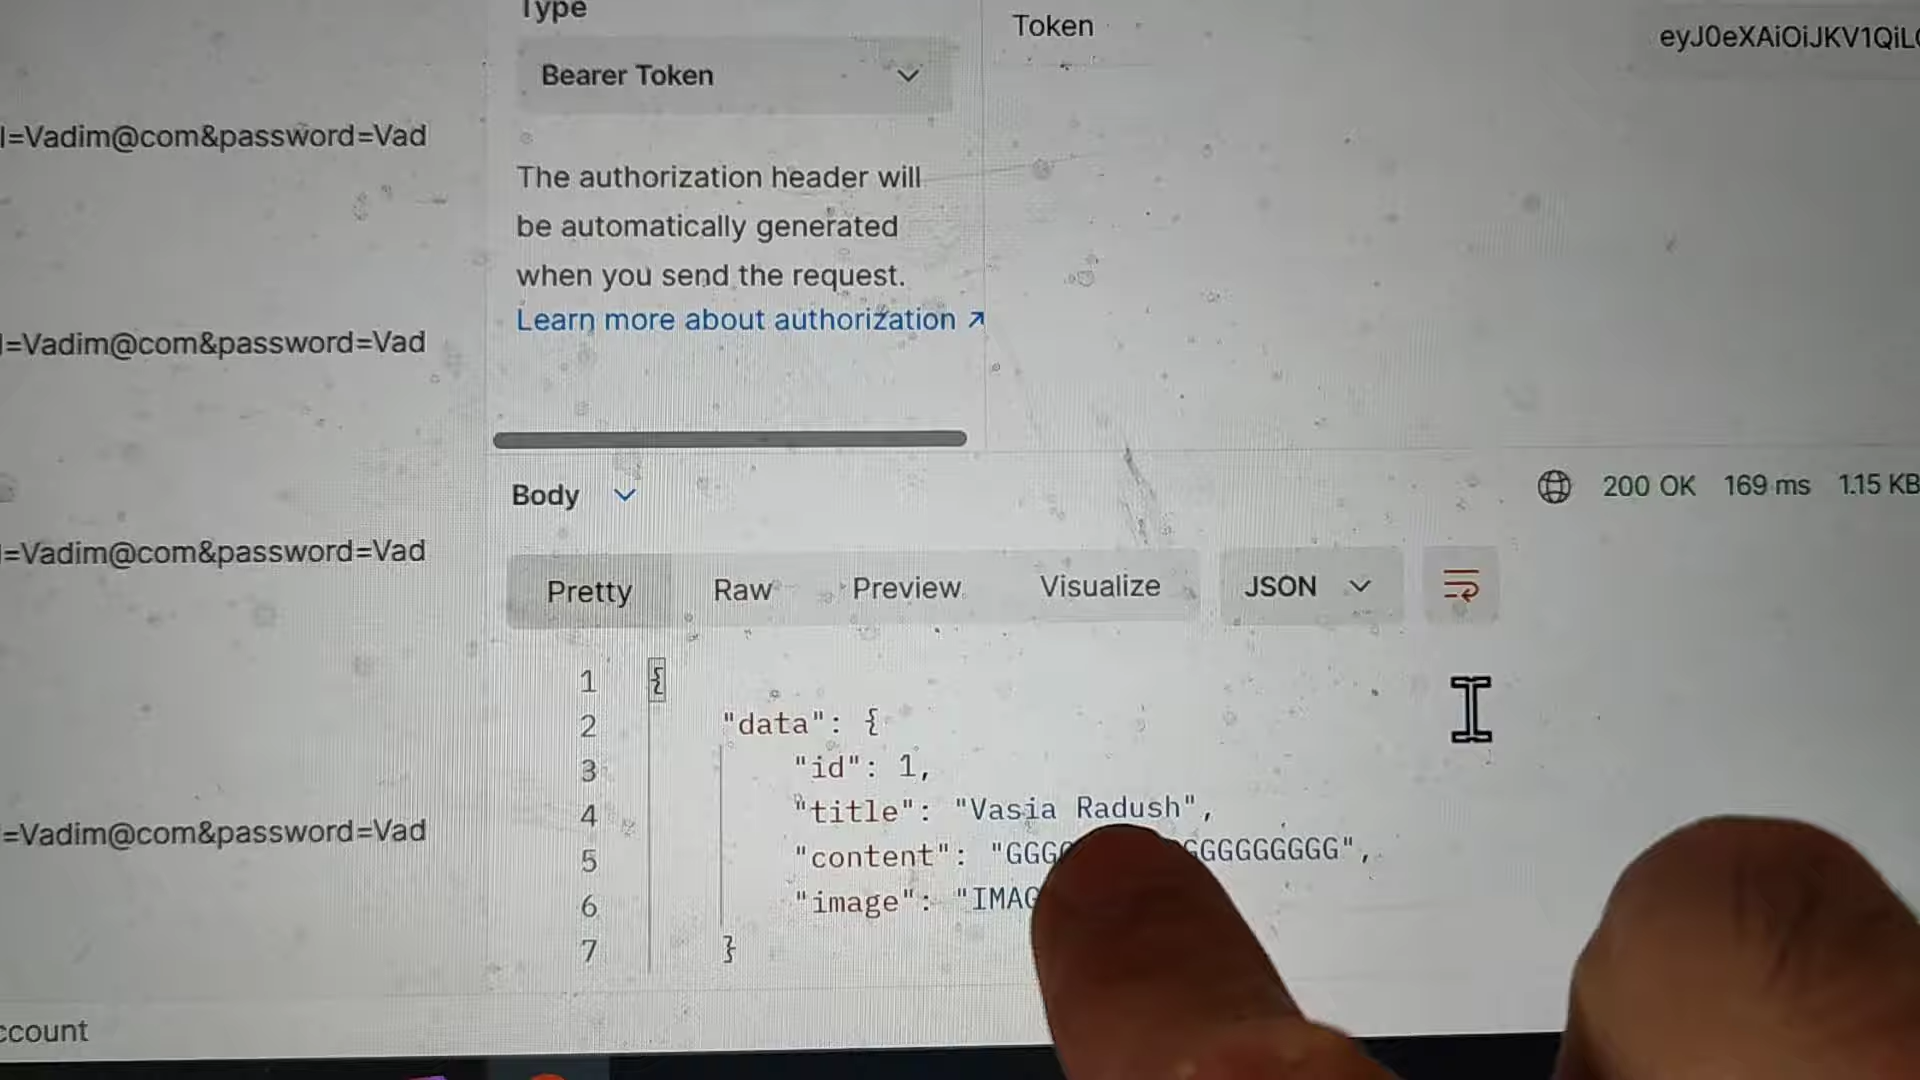 Type
Token
eyJ0eXAiOiJKV1QiL
Bearer Token
l=Vadim@com&password=Vad
The authorization header will
be automatically generated
when you send the request.
Learn more about authorization ↗
l=Vadim@com&password=Vad
Body
200 OK 169 ms 1.15 KB
=Vadim@com&password=Vad
Pretty Raw Preview Visualize JSON
1 {
2 "data": {
3 "id": 1,
4 "title": "Vasia Radush",
=Vadim@com&password=Vad
5 "content": "GGG GGGGGGGGG",
6 "image": "IMAG
7 }
ccount